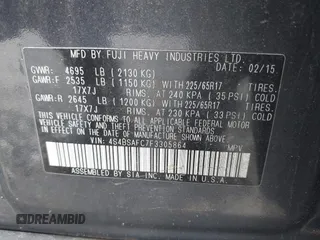 MFD. BY FUJI HEAVY INDUSTRIES LTD.
DATE: 02/15
GVWR: 4695 LB (2130 KG)
GAWR:F 2535 LB (1150 KG) WITH 225/65R17 TIRES.
17X7J RIMS, AT 240 KPA (35 PSI) COLD
GAWR:R 2645 LB (1200 KG) WITH 225/65R17 TIRES.
17X7J RIMS, AT 230 KPA (33 PSI) COLD
THIS VEHICLE CONFORMS TO ALL APPLICABLE U.S. FEDERAL MOTOR VEHICLE SAFETY STANDARDS IN EFFECT ON THE DATE OF MANUFACTURE SHOWN ABOVE.
VIN: 4S4BSAFC7F3305864 MPV
ASSEMBLED BY SIA INC. MADE IN U.S.A.
DREAMBID